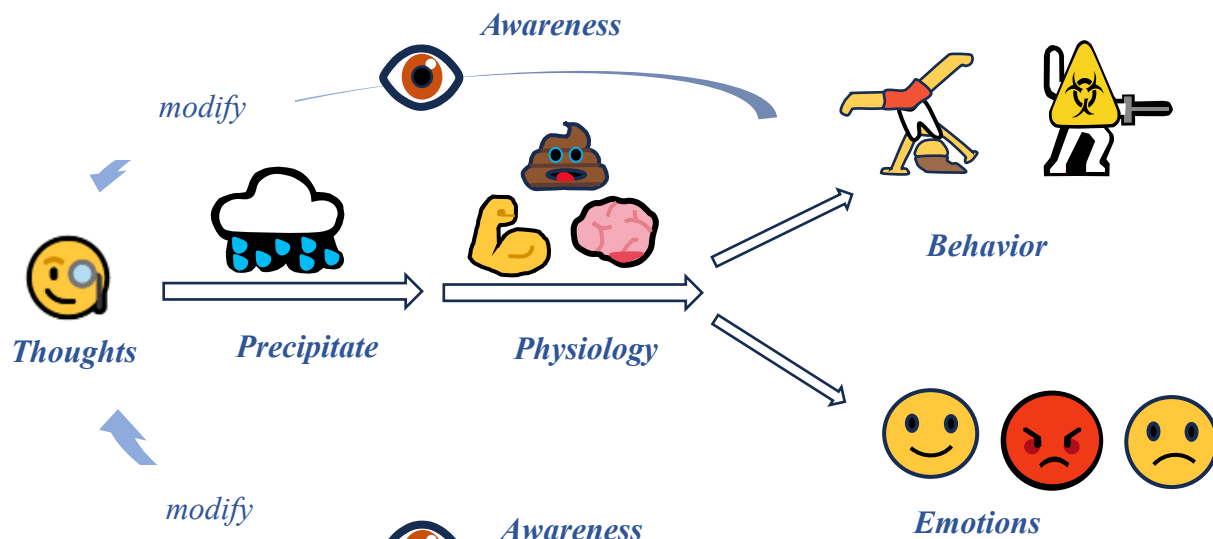 Awareness
modify
Behavior
Thoughts
Precipitate
Physiology
modify
Awareness
Emotions